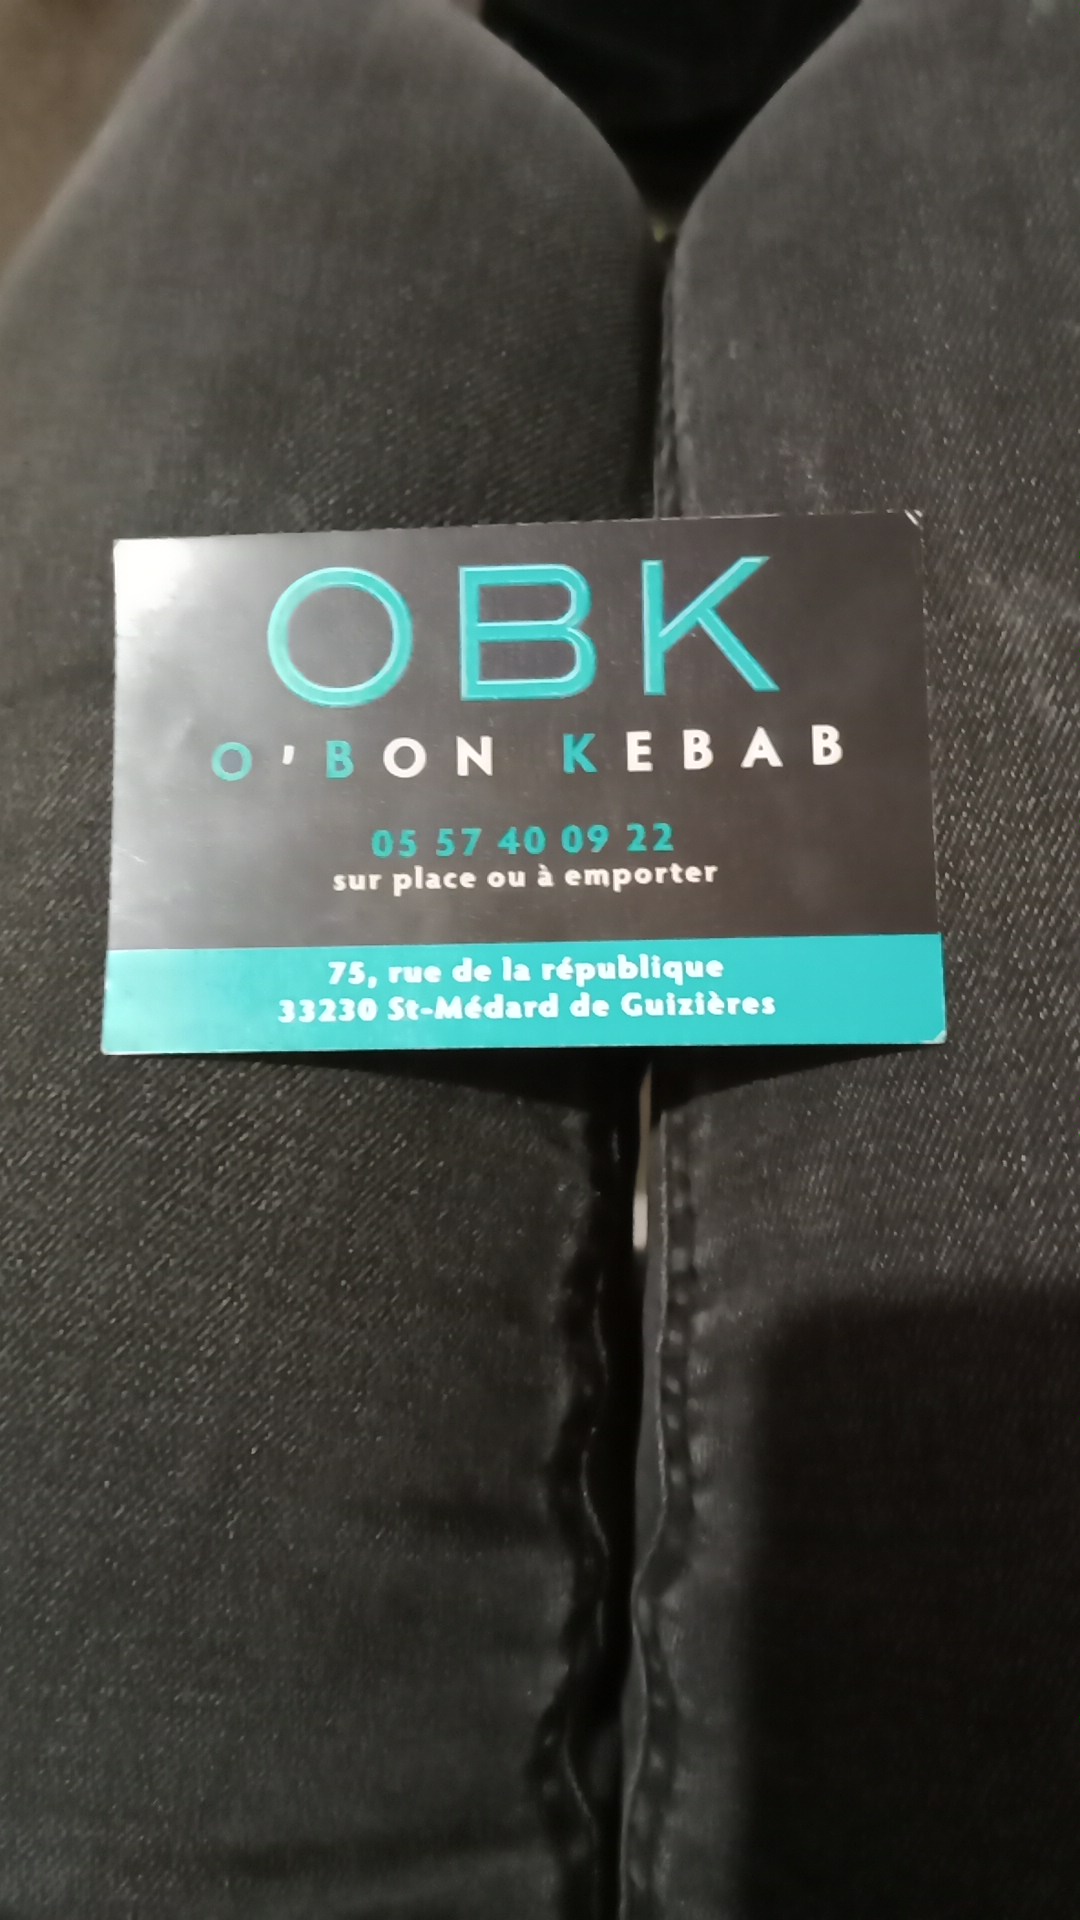 OBK
O'BON KEBAB
05 57 40 09 22
sur place ou à emporter
75, rue de la république
33230 St-Médard de Guizières